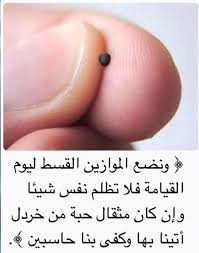 ﴿ ونضع الموازين القسط ليوم
القيامة فلا تظلم نفس شيئا
وإن كان مثقال حبة من خردل
أتينا بها وكفى بنا حاسبين ﴾.